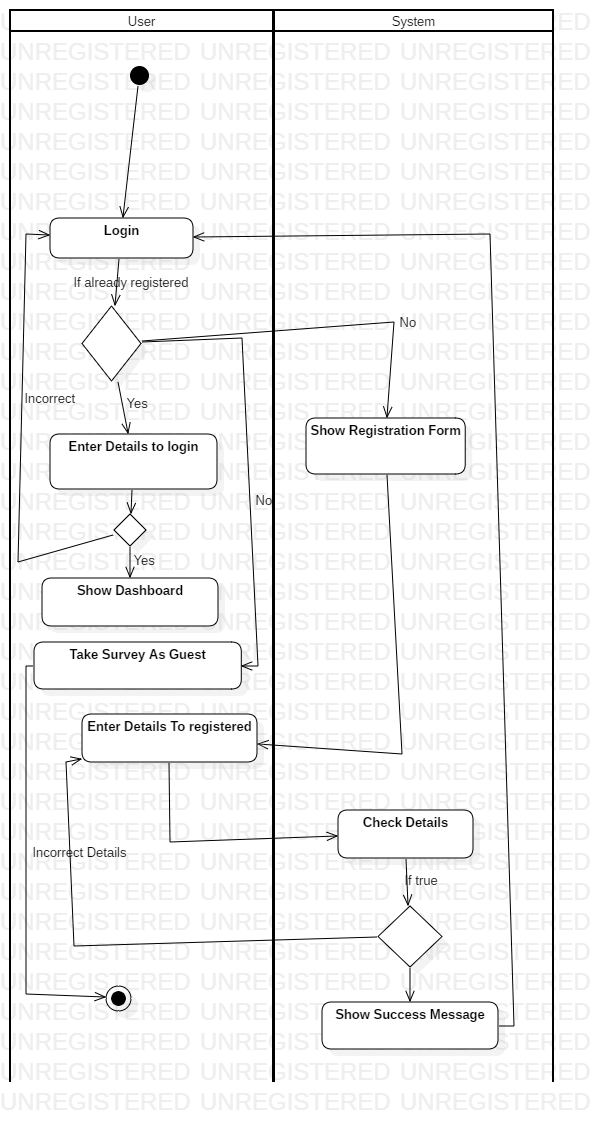 User
System
Login
If already registered
No
Incorrect
Yes
Show Registration Form
Enter Details to login
No
Yes
Show Dashboard
Take Survey As Guest
Enter Details To registered
Check Details
Incorrect Details
If true
Show Success Message
UNREGISTERED